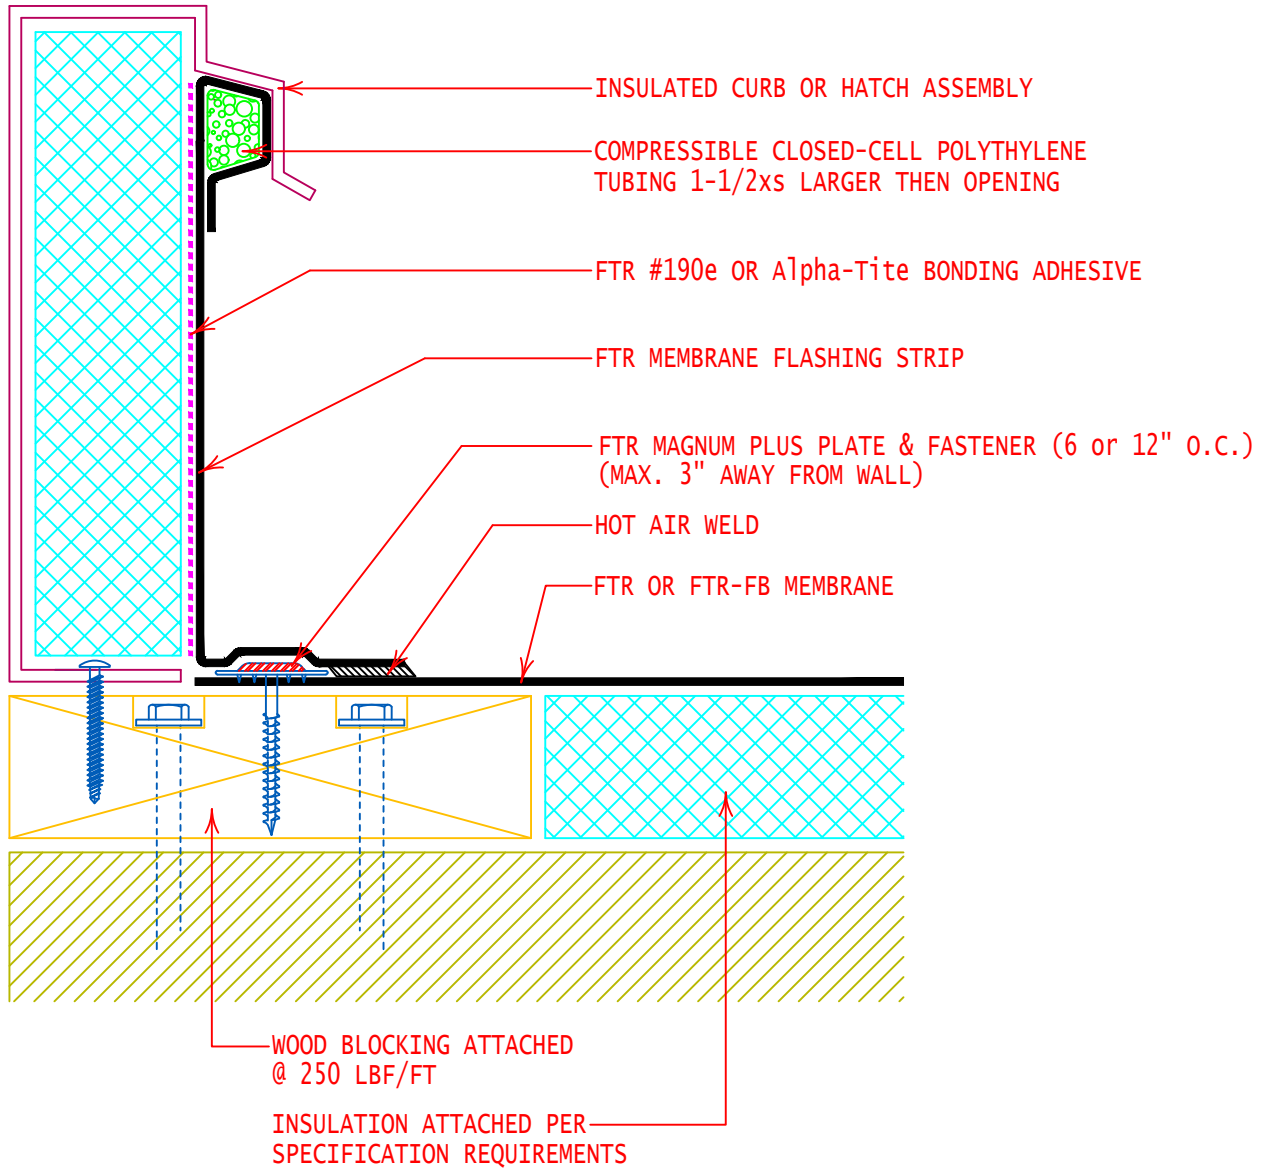 INSULATED CURB OR HATCH ASSEMBLY
COMPRESSIBLE CLOSED-CELL POLYTHYLENE
TUBING 1-1/2xs LARGER THEN OPENING
FTR #190e OR Alpha-Tite BONDING ADHESIVE
FTR MEMBRANE FLASHING STRIP
FTR MAGNUM PLUS PLATE & FASTENER (6 or 12" O.C.)
(MAX. 3" AWAY FROM WALL)
HOT AIR WELD
FTR OR FTR-FB MEMBRANE
WOOD BLOCKING ATTACHED
@ 250 LBF/FT
INSULATION ATTACHED PER
SPECIFICATION REQUIREMENTS